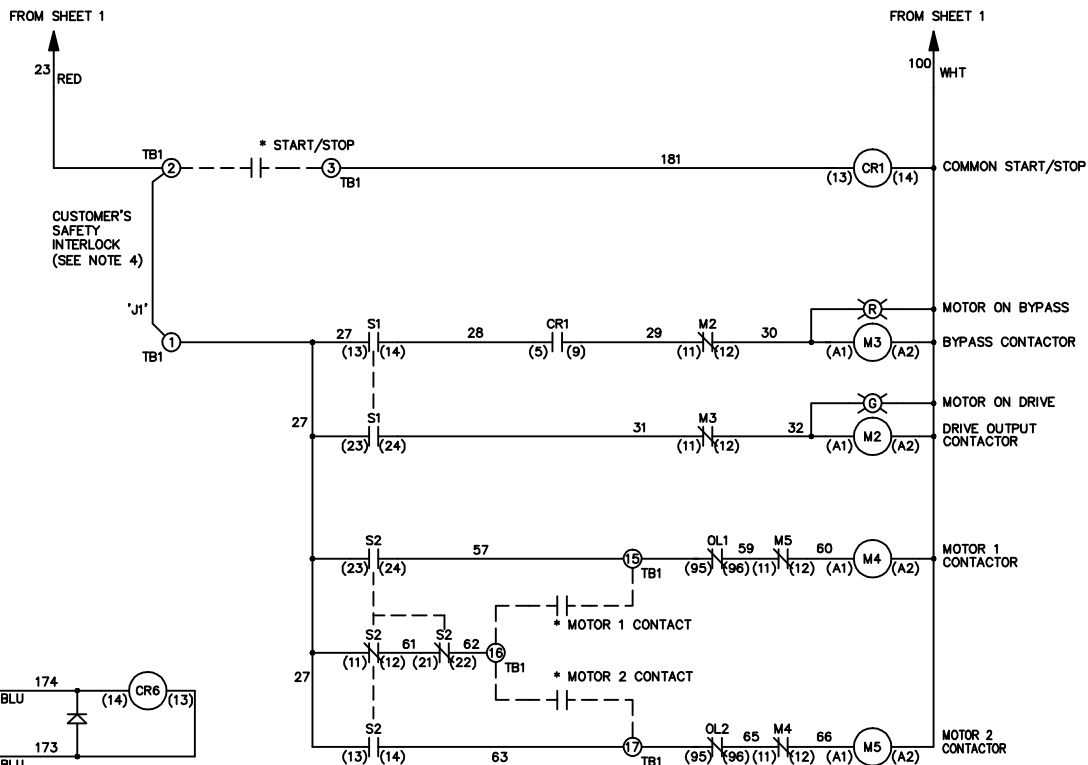 FROM SHEET 1
FROM SHEET 1
23
RED
100
WHT
TB1
2
* START/STOP
3
TB1
181
CR1
(13)
(14)
COMMON START/STOP
CUSTOMER'S
SAFETY
INTERLOCK
(SEE NOTE 4)
'J1'
1
TB1
27
S1
(13)
(14)
28
CR1
(5)
(9)
29
M2
(11)
(12)
30
R
MOTOR ON BYPASS
M3
(A1)
(A2)
BYPASS CONTACTOR
27
S1
(23)
(24)
31
M3
(11)
(12)
32
G
MOTOR ON DRIVE
M2
(A1)
(A2)
DRIVE OUTPUT
CONTACTOR
S2
(23)
(24)
57
15
TB1
OL1
(95)
(96)
59
M5
(11)
(12)
60
M4
(A1)
(A2)
MOTOR 1
CONTACTOR
* MOTOR 1 CONTACT
S2
(11)
(12)
61
S2
(21)
(22)
62
16
TB1
27
* MOTOR 2 CONTACT
S2
(13)
(14)
63
17
TB1
OL2
(95)
(96)
65
M4
(11)
(12)
66
M5
(A1)
(A2)
MOTOR 2
CONTACTOR
174
BLU
(14)
CR6
(13)
173
BLU